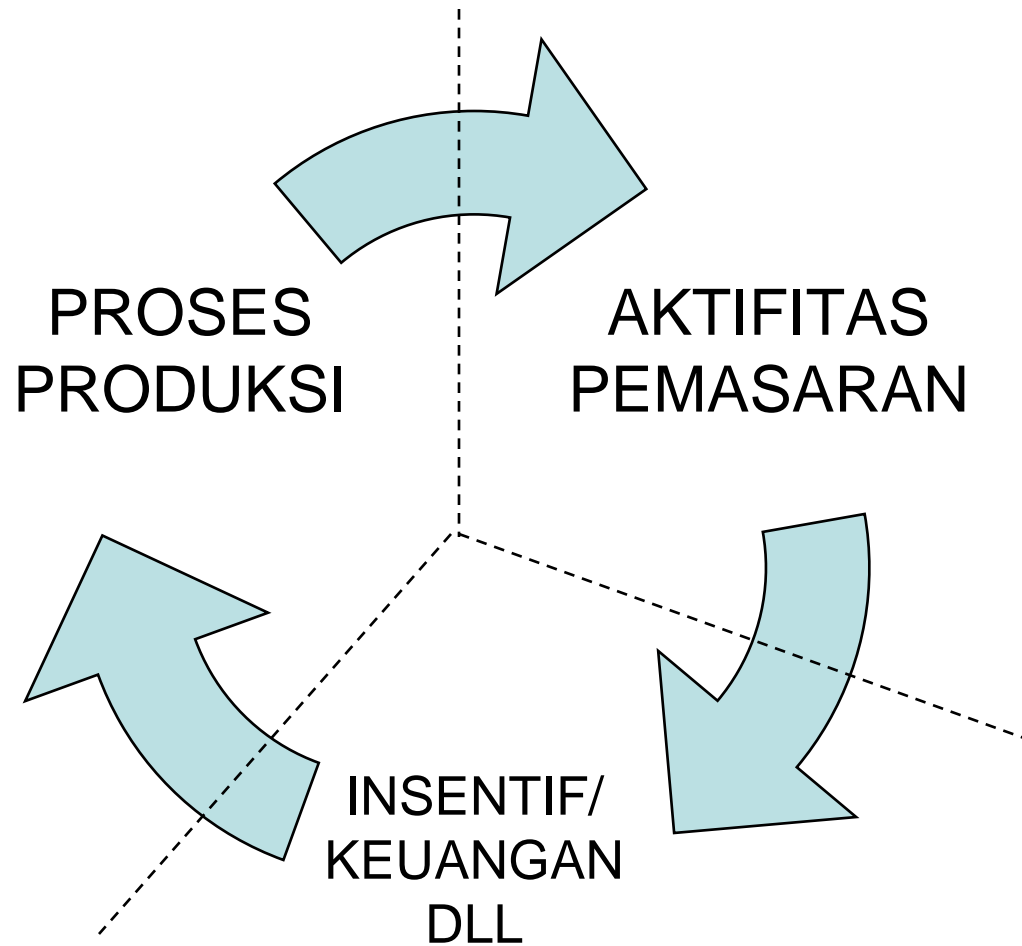 PROSES
PRODUKSI
AKTIFITAS
PEMASARAN
INSENTIF/
KEUANGAN
DLL